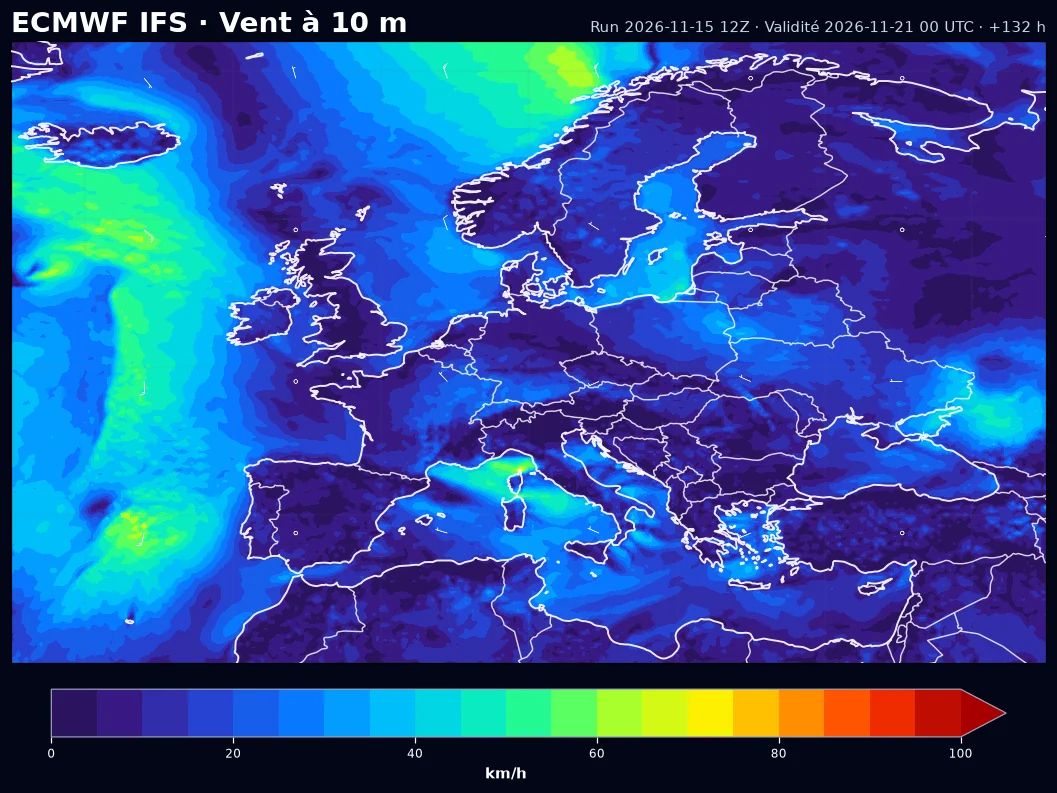 ECMWF IFS · Vent à 10 m
Run 2026-11-15 12Z · Validité 2026-11-21 00 UTC · +132 h
0 20 40 60 80 100
km/h